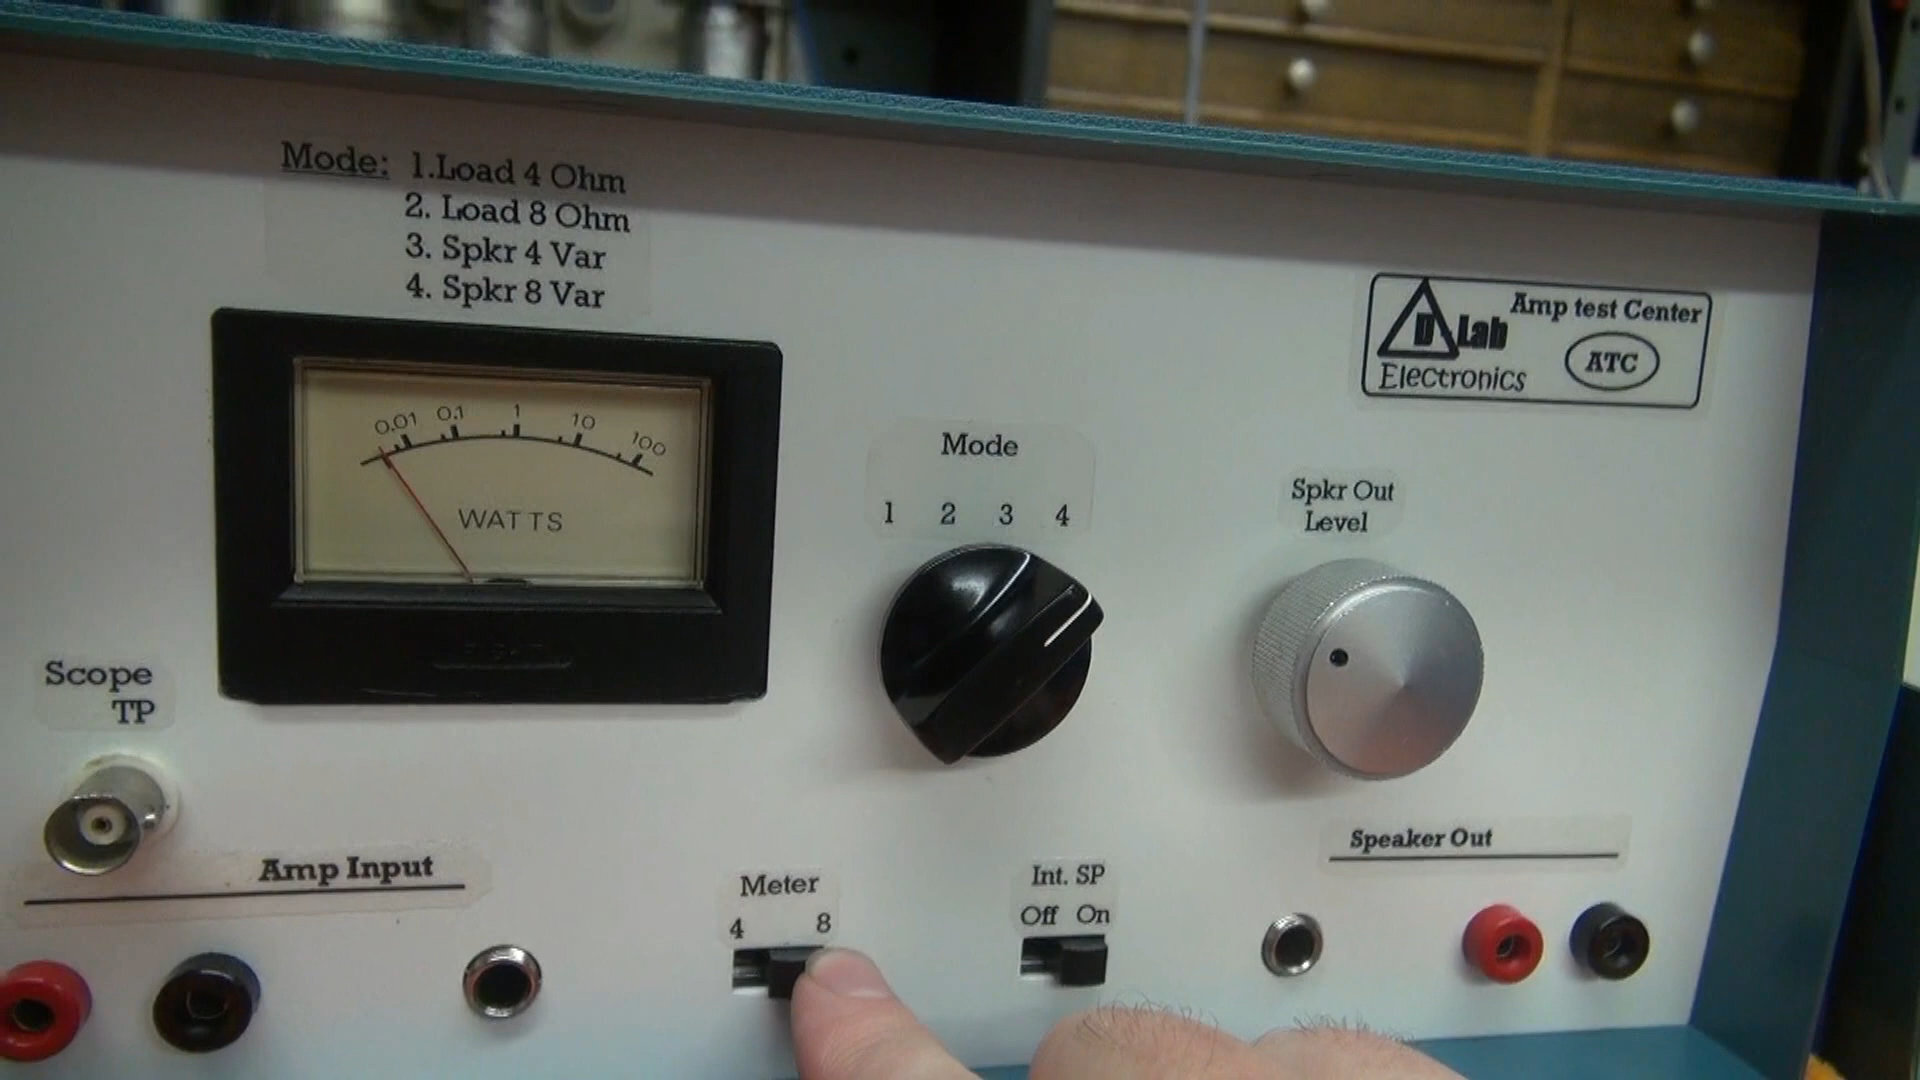 Mode: 1.Load 4 Ohm
2. Load 8 Ohm
3. Spkr 4 Var
4. Spkr 8 Var
0.01 0.1 1 10 100
WATTS
Mode
1 2 3 4
Spkr Out
Level
D Lab
Electronics
Amp test Center
ATC
Scope
TP
Amp Input
Meter
4 8
Int. SP
Off On
Speaker Out